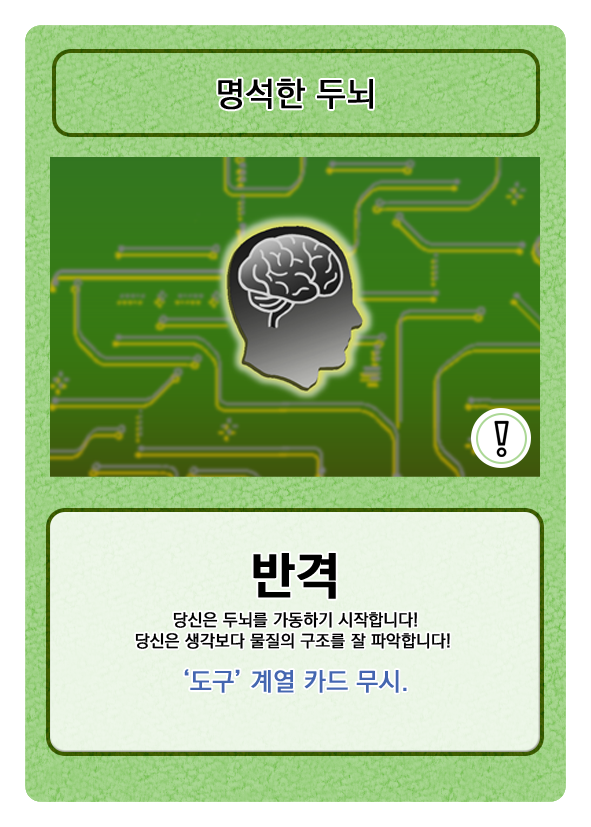 명석한 두뇌
!
반격
당신은 두뇌를 가동하기 시작합니다!
당신은 생각보다 물질의 구조를 잘 파악합니다!
‘도구’ 계열 카드 무시.